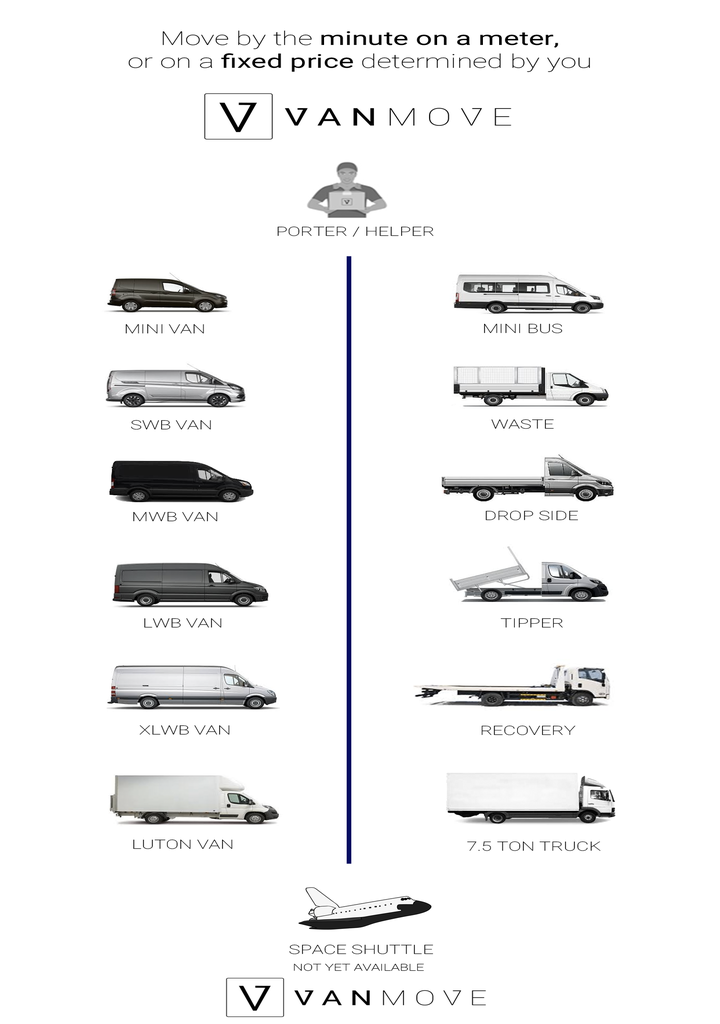 Move by the minute on a meter,
or on a fixed price determined by you
V VANMOVE
V
PORTER / HELPER
MINI VAN
MINI BUS
SWB VAN
WASTE
MWB VAN
DROP SIDE
LWB VAN
TIPPER
XLWB VAN
RECOVERY
LUTON VAN
7.5 TON TRUCK
SPACE SHUTTLE
NOT YET AVAILABLE
V VANMOVE